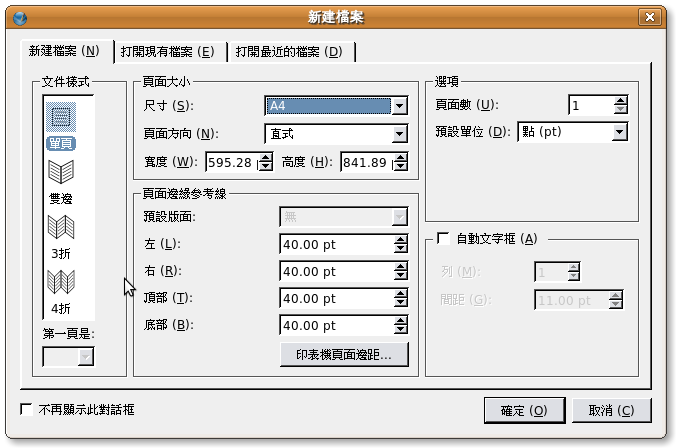 新建檔案
新建檔案 (N)
打開現有檔案 (E)
打開最近的檔案 (D)
文件樣式
單頁
雙邊
3折
4折
第一頁是:
頁面大小
尺寸 (S):
A4
頁面方向 (N):
直式
寬度 (W):
595.28
高度 (H):
841.89
頁面邊緣參考線
預設版面:
無
左 (L):
40.00 pt
右 (R):
40.00 pt
頂部 (T):
40.00 pt
底部 (B):
40.00 pt
印表機頁面邊距...
選項
頁面數 (U):
1
預設單位 (D):
點 (pt)
自動文字框 (A)
列 (M):
1
間距 (G):
11.00 pt
不再顯示此對話框
確定 (O)
取消 (C)